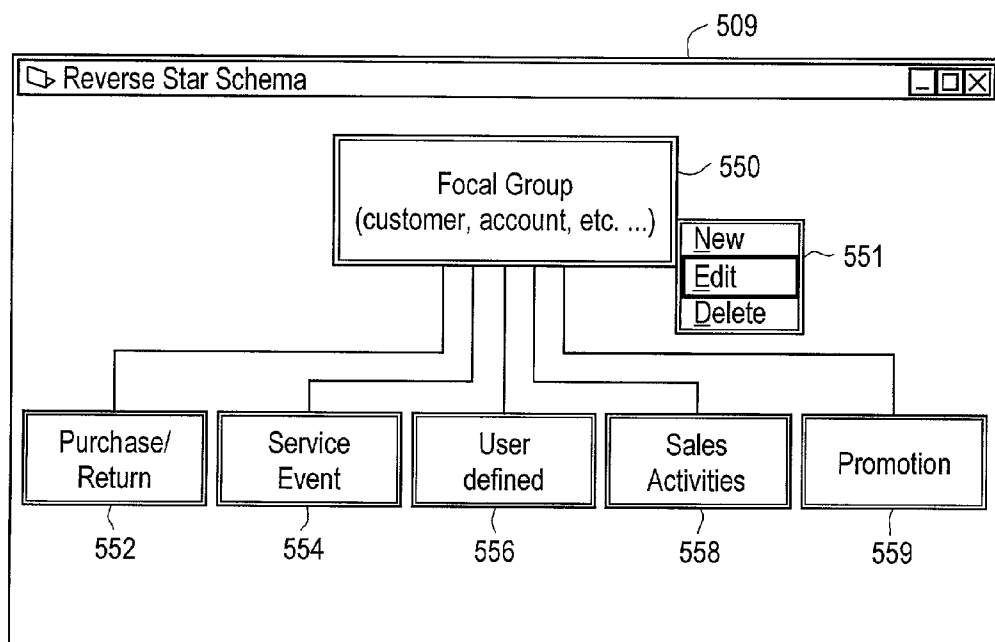 509
Reverse Star Schema
Focal Group
(customer, account, etc. ...)
550
New
Edit
Delete
551
Purchase/
Return
Service
Event
User
defined
Sales
Activities
Promotion
552
554
556
558
559